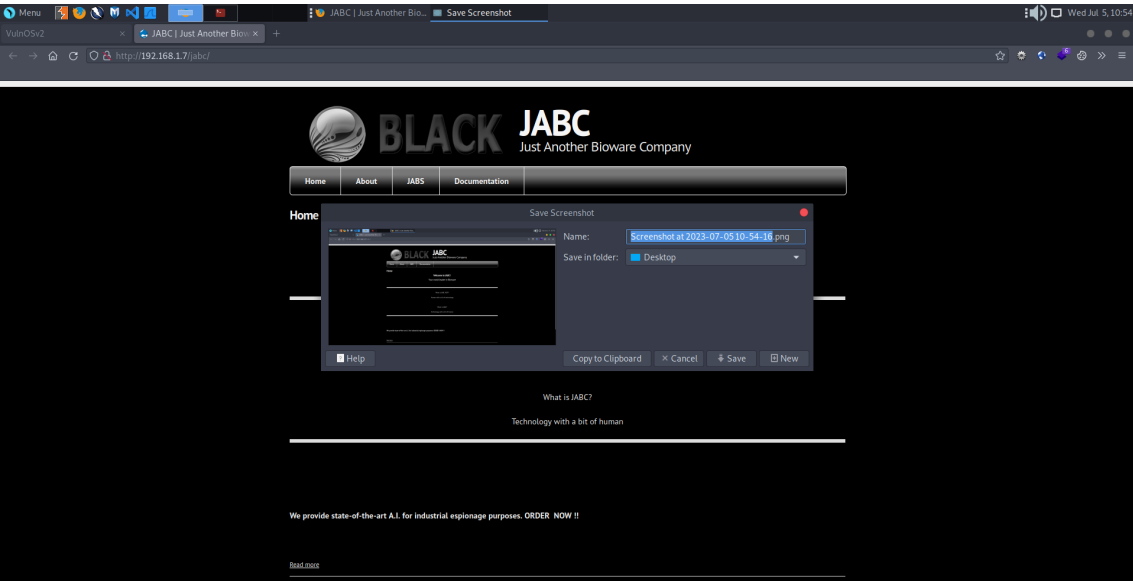 Menu
JABC | Just Another Bio...
Save Screenshot
Wed Jul 5, 10:54
VulnOSv2
JABC | Just Another Biow
http://192.168.1.7/jabc/
6
BLACK
JABC
Just Another Bioware Company
Home About JABS Documentation
Home
Save Screenshot
Name: Screenshot at 2023-07-05 10-54-16.png
Save in folder: Desktop
Help Copy to Clipboard Cancel Save New
What is JABC?
Technology with a bit of human
We provide state-of-the-art A.I. for industrial espionage purposes. ORDER NOW !!
Read more